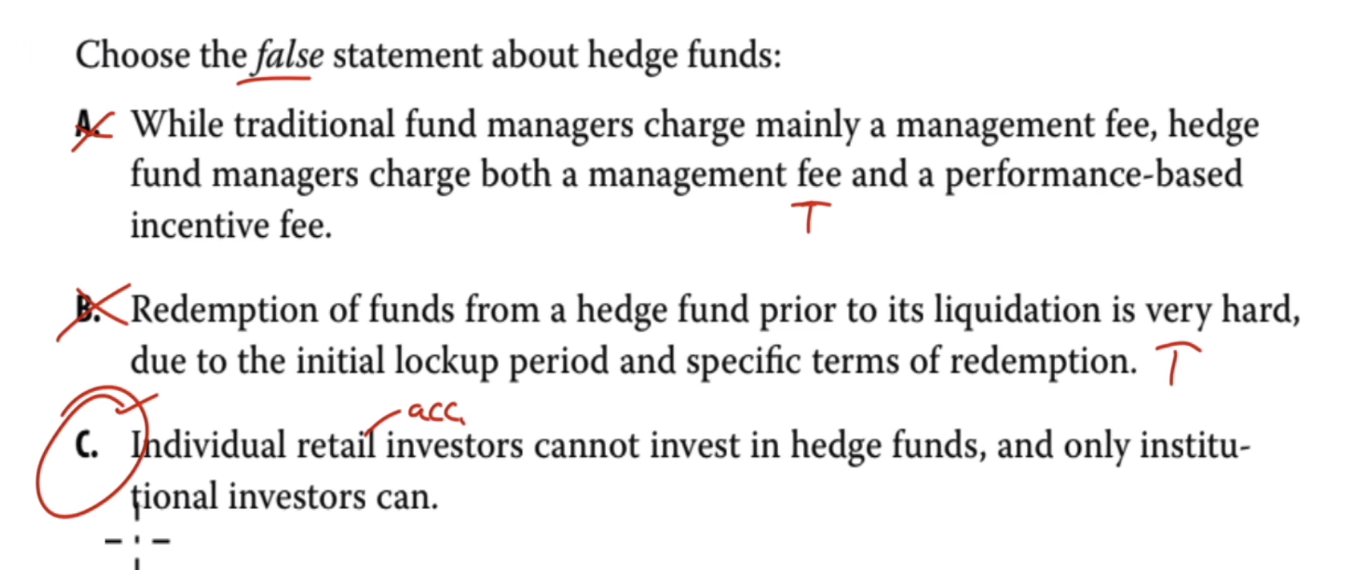 Choose the false statement about hedge funds:
A. While traditional fund managers charge mainly a management fee, hedge
fund managers charge both a management fee and a performance-based
incentive fee.
T
B. Redemption of funds from a hedge fund prior to its liquidation is very hard,
due to the initial lockup period and specific terms of redemption. T
acc.
C. Individual retail investors cannot invest in hedge funds, and only institu-
tional investors can.